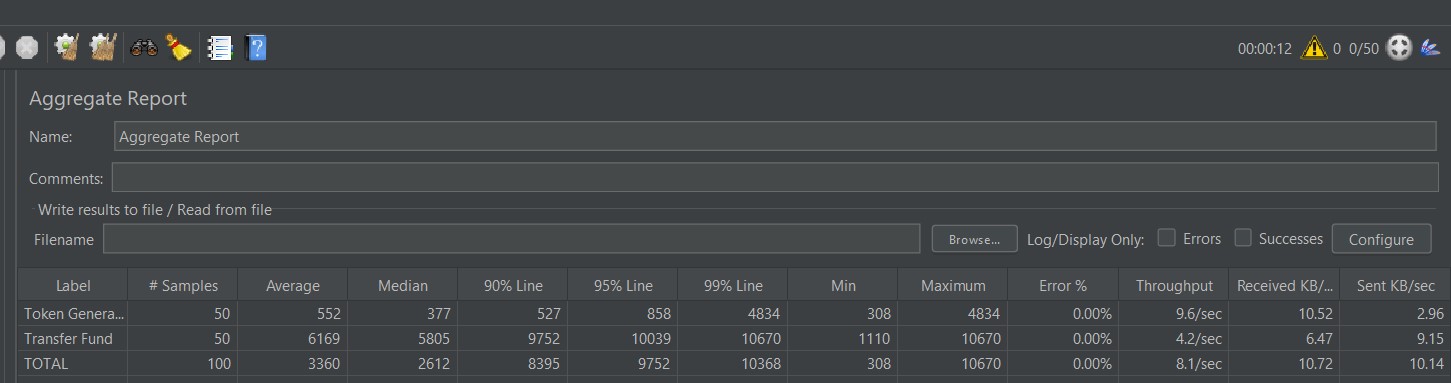 00:00:12 0 0/50
Aggregate Report
Name: Aggregate Report
Comments:
Write results to file / Read from file
Filename Browse... Log/Display Only: Errors Successes Configure
Label # Samples Average Median 90% Line 95% Line 99% Line Min Maximum Error % Throughput Received KB/... Sent KB/sec
Token Genera... 50 552 377 527 858 4834 308 4834 0.00% 9.6/sec 10.52 2.96
Transfer Fund 50 6169 5805 9752 10039 10670 1110 10670 0.00% 4.2/sec 6.47 9.15
TOTAL 100 3360 2612 8395 9752 10368 308 10670 0.00% 8.1/sec 10.72 10.14